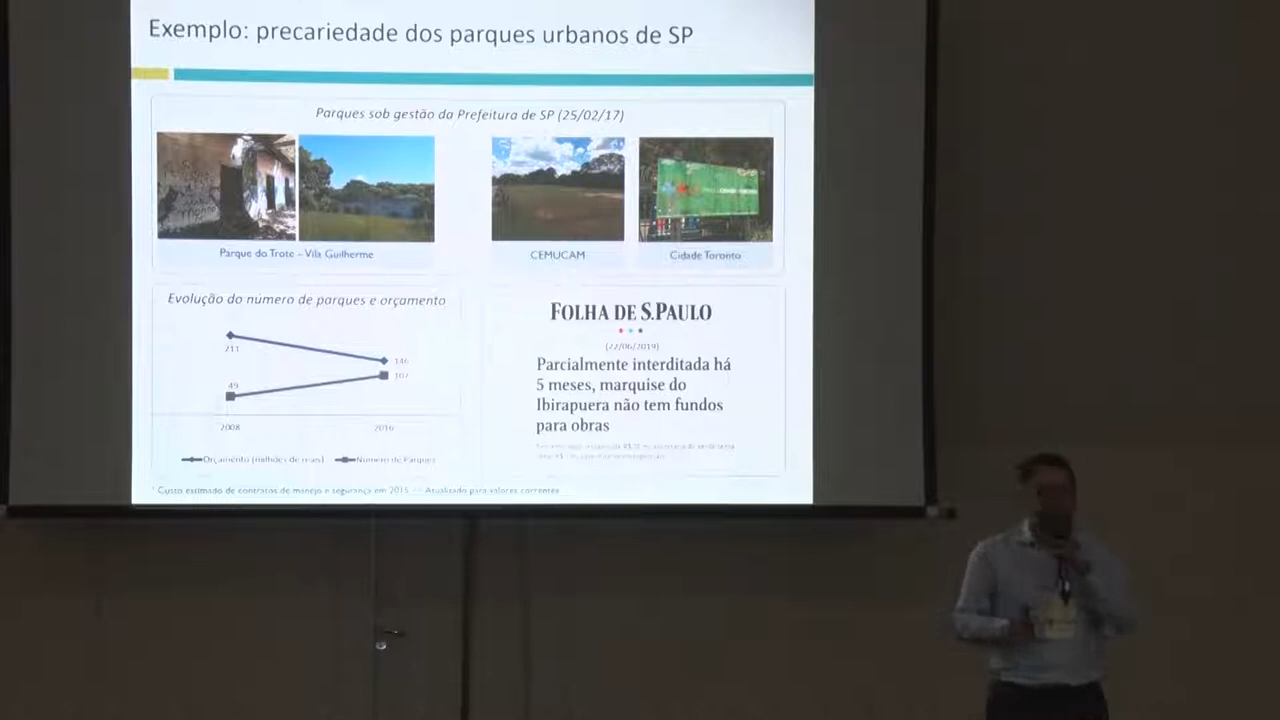 Exemplo: precariedade dos parques urbanos de SP
Parques sob gestão da Prefeitura de SP (25/02/17)
Parque do Trote – Vila Guilherme
CEMUCAM
Cidade Toronto
Evolução do número de parques e orçamento
211
146
107
49
2008
2016
Orçamento (milhões de reais)
Número de Parques
FOLHA DE S.PAULO
(22/06/2019)
Parcialmente interditada há
5 meses, marquise do
Ibirapuera não tem fundos
para obras
* Custo estimado de contratos de manejo e segurança em 2015. Atualizado para valores correntes